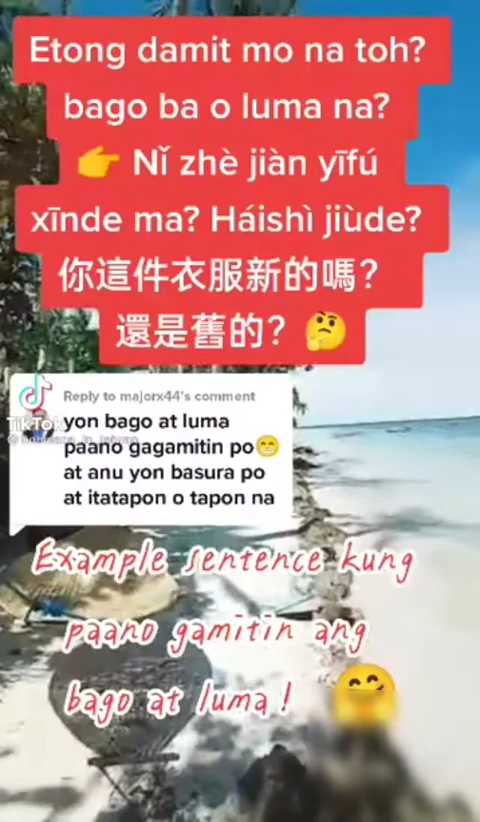 Etong damit mo na toh?
bago ba o luma na?
👉 Nǐ zhè jiàn yīfú
xīnde ma? Háishì jiùde?
你這件衣服新的嗎？
還是舊的？🤔
Reply to majorx44's comment
TikTok
yon bago at luma
paano gagamitin po😁
at anu yon basura po
at itatapon o tapon na
Example sentence kung
paano gamitin ang
bago at luma!